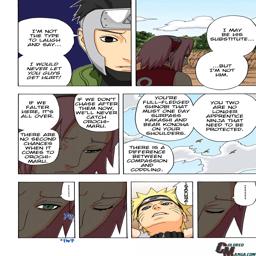 I MAY BE
HIS
SUBSTITUTE...
...BUT I'M
NOT
HIM.
I'M NOT
THE TYPE
TO LAUGH
AND SAY...
I WOULD
NEVER LET
YOU GUYS
GET HURT!
YOU TWO ARE
NO LONGER
APPRENTICE
NINJA THAT
NEED TO BE
PROTECTED.
YOU'RE
FULL-FLEDGED
SHINOBI THAT
MUST ONE
DAY SURPASS
KAKASHI AND
BEAR KONOHA
ON YOUR
SHOULDERS.
THERE IS A
DIFFERENCE
BETWEEN
COMPASSION
AND
CODDLING.
IF WE DON'T
CHASE AFTER
THEM NOW,
WE'LL NEVER
CATCH
OROCHI-
MARU.
IF WE
FALTER
HERE, IT'S
ALL OVER.
THERE ARE
NO SECOND
CHANCES
WHEN IT
COMES TO
OROCHI-
MARU.
COLORED
MANGA.COM